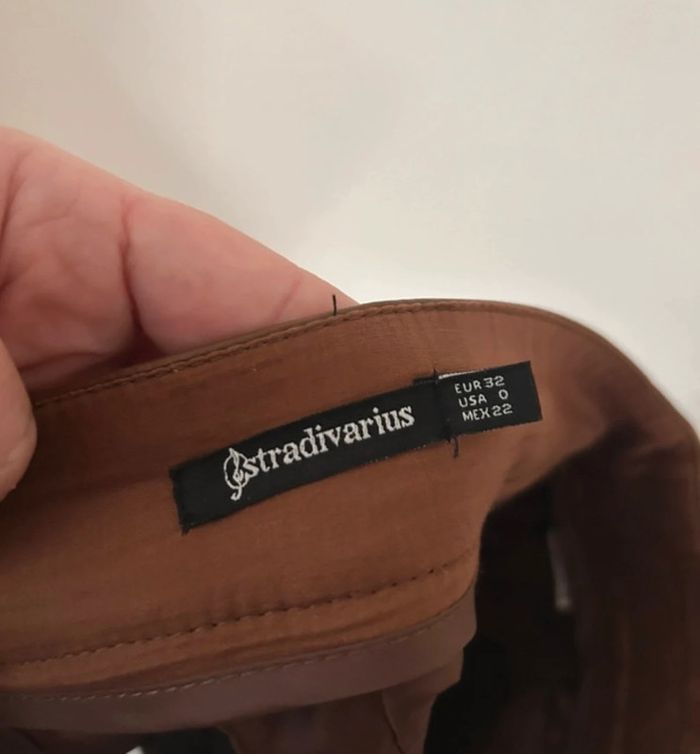 stradivarius
EUR 32
USA 0
MEX 22